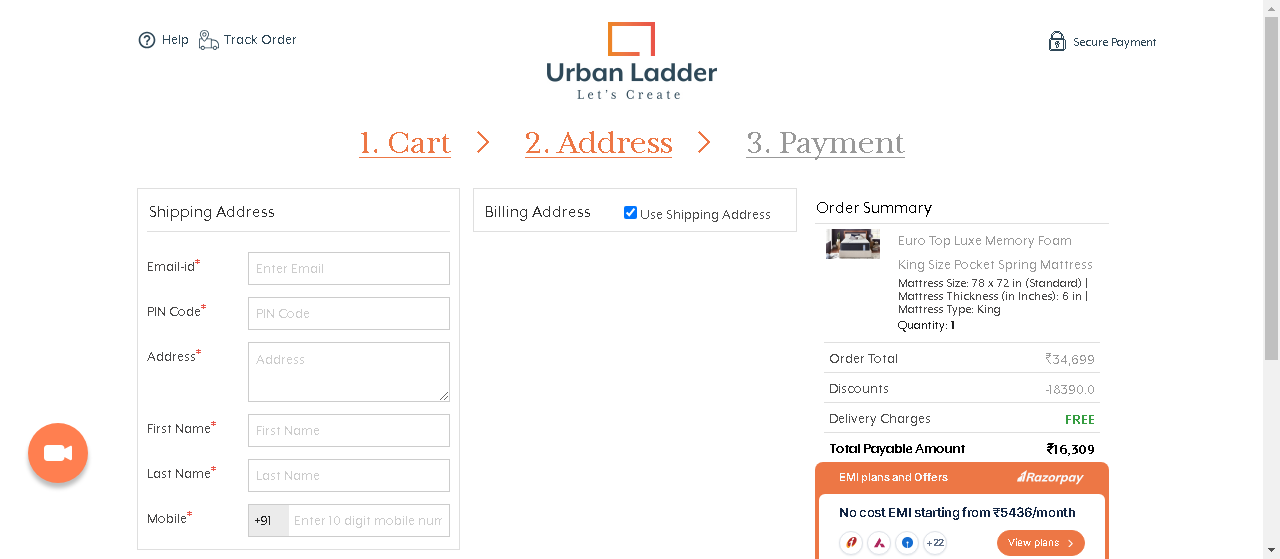 Help
Track Order
Urban Ladder
Let's Create
Secure Payment
1. Cart
2. Address
3. Payment
Shipping Address
Email-id*
Enter Email
PIN Code*
PIN Code
Address*
Address
First Name*
First Name
Last Name*
Last Name
Mobile*
+91
Enter 10 digit mobile num
Billing Address
Use Shipping Address
Order Summary
Euro Top Luxe Memory Foam
King Size Pocket Spring Mattress
Mattress Size: 78 x 72 in (Standard) |
Mattress Thickness (in Inches): 6 in |
Mattress Type: King
Quantity: 1
Order Total ₹34,699
Discounts -18390.0
Delivery Charges FREE
Total Payable Amount ₹16,309
EMI plans and Offers Razorpay
No cost EMI starting from ₹5436/month
+22
View plans